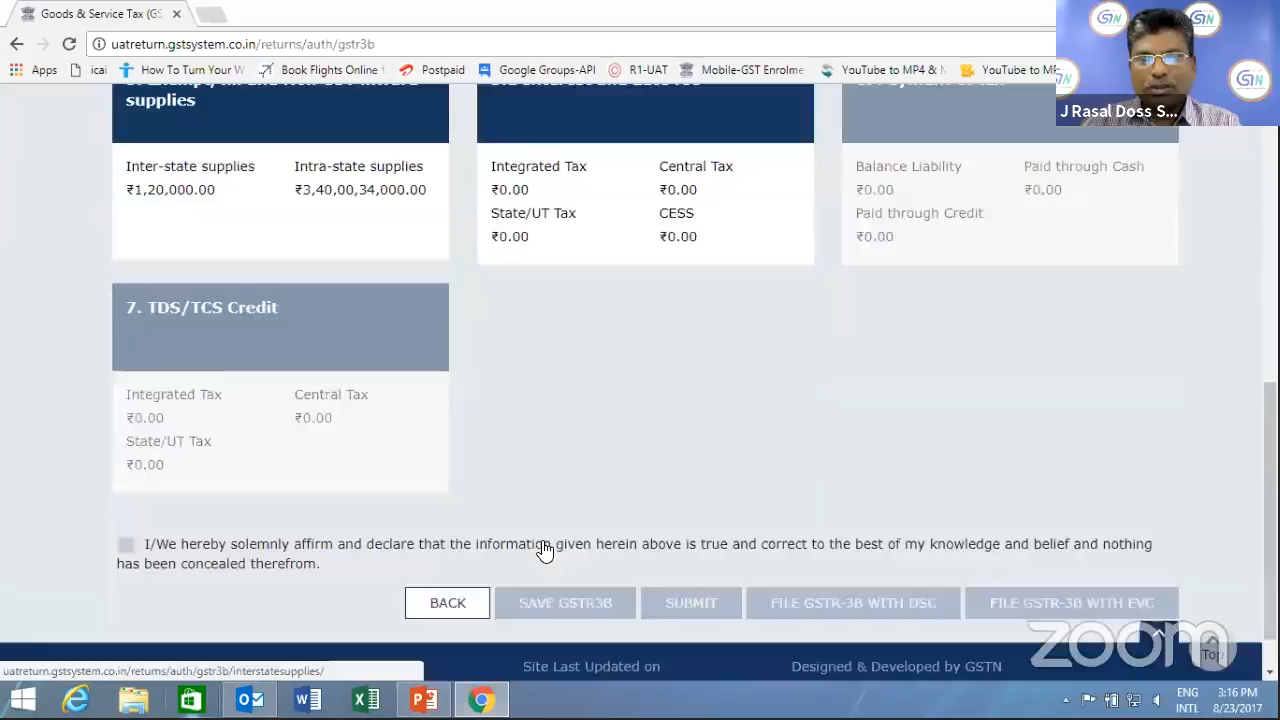 Goods & Service Tax (GS
uatreturn.gstsystem.co.in/returns/auth/gstr3b
Apps icai How To Turn Your W Book Flights Online f Postpaid Google Groups-API R1-UAT Mobile-GST Enrolme YouTube to MP4 & M YouTube to MP
GSTN
J Rasal Doss S...
supplies
Inter-state supplies Intra-state supplies
₹1,20,000.00 ₹3,40,00,34,000.00
Integrated Tax Central Tax
₹0.00 ₹0.00
State/UT Tax CESS
₹0.00 ₹0.00
Balance Liability Paid through Cash
₹0.00 ₹0.00
Paid through Credit
₹0.00
7. TDS/TCS Credit
Integrated Tax Central Tax
₹0.00 ₹0.00
State/UT Tax
₹0.00
I/We hereby solemnly affirm and declare that the information given herein above is true and correct to the best of my knowledge and belief and nothing
has been concealed therefrom.
BACK SAVE GSTR3B SUBMIT FILE GSTR-3B WITH DSC FILE GSTR-3B WITH EVC
zoom
Top
uatreturn.gstsystem.co.in/returns/auth/gstr3b/interstatesupplies/
Site Last Updated on Designed & Developed by GSTN
ENG 3:16 PM
INTL 8/23/2017